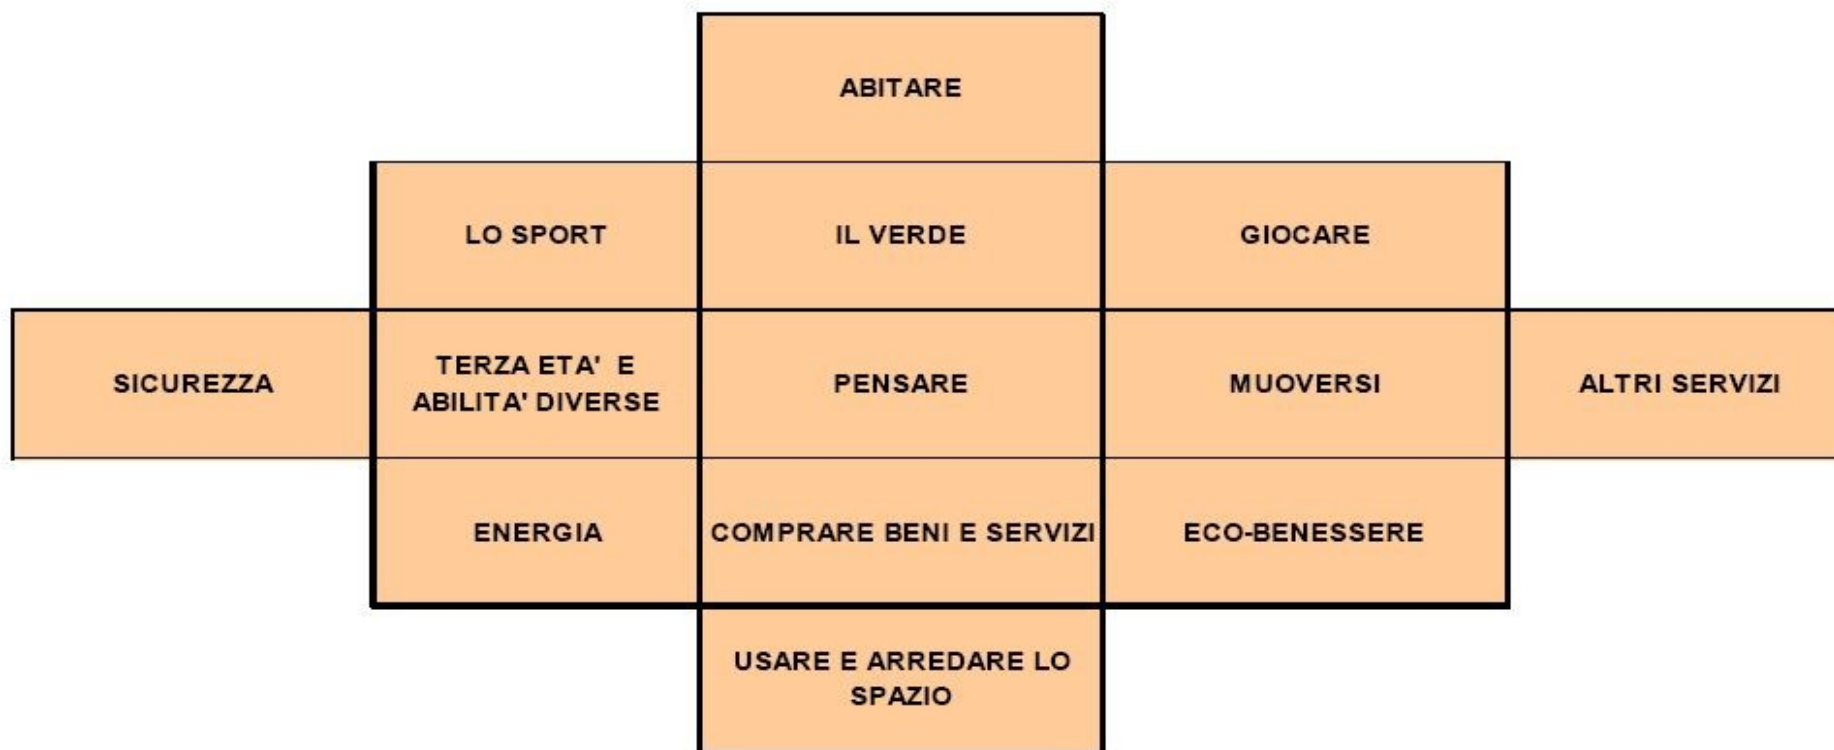 ABITARE
LO SPORT
IL VERDE
GIOCARE
SICUREZZA
TERZA ETA' E
ABILITA' DIVERSE
PENSARE
MUOVERSI
ALTRI SERVIZI
ENERGIA
COMPRARE BENI E SERVIZI
ECO-BENESSERE
USARE E ARREDARE LO
SPAZIO